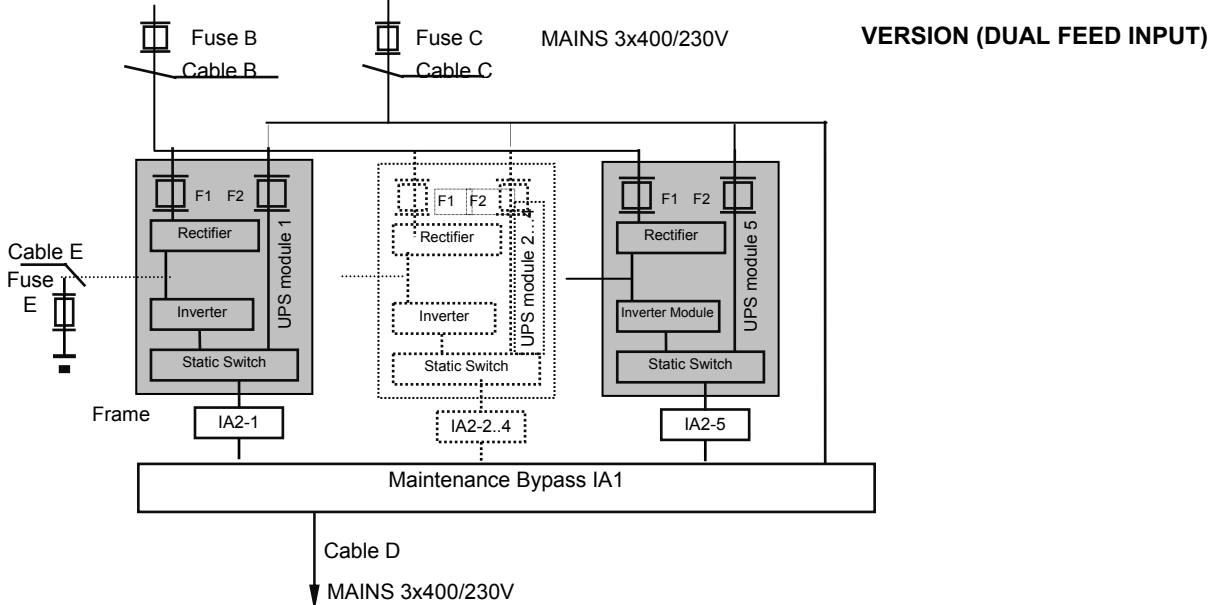 Fuse B
Fuse C
MAINS 3x400/230V
VERSION (DUAL FEED INPUT)
Cable B
Cable C
F1 F2
Rectifier
Inverter
UPS module 1
Static Switch
F1 F2
Rectifier
Inverter
UPS module 2…4
Static Switch
F1 F2
Rectifier
Inverter Module
UPS module 5
Static Switch
Cable E
Fuse
E
Frame
IA2-1
IA2-2..4
IA2-5
Maintenance Bypass IA1
Cable D
MAINS 3x400/230V